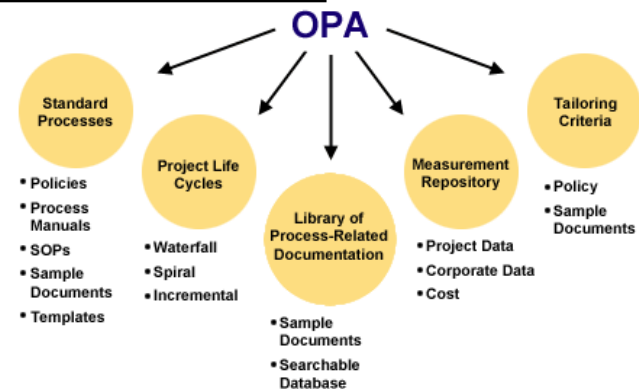 OPA
Standard
Processes
• Policies
• Process
Manuals
• SOPs
• Sample
Documents
• Templates
Project Life
Cycles
• Waterfall
• Spiral
• Incremental
Library of
Process-Related
Documentation
• Sample
Documents
• Searchable
Database
Measurement
Repository
• Project Data
• Corporate Data
• Cost
Tailoring
Criteria
• Policy
• Sample
Documents